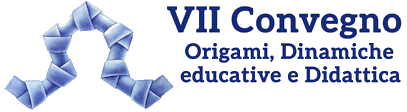 VII Convegno
Origami, Dinamiche
educative e Didattica